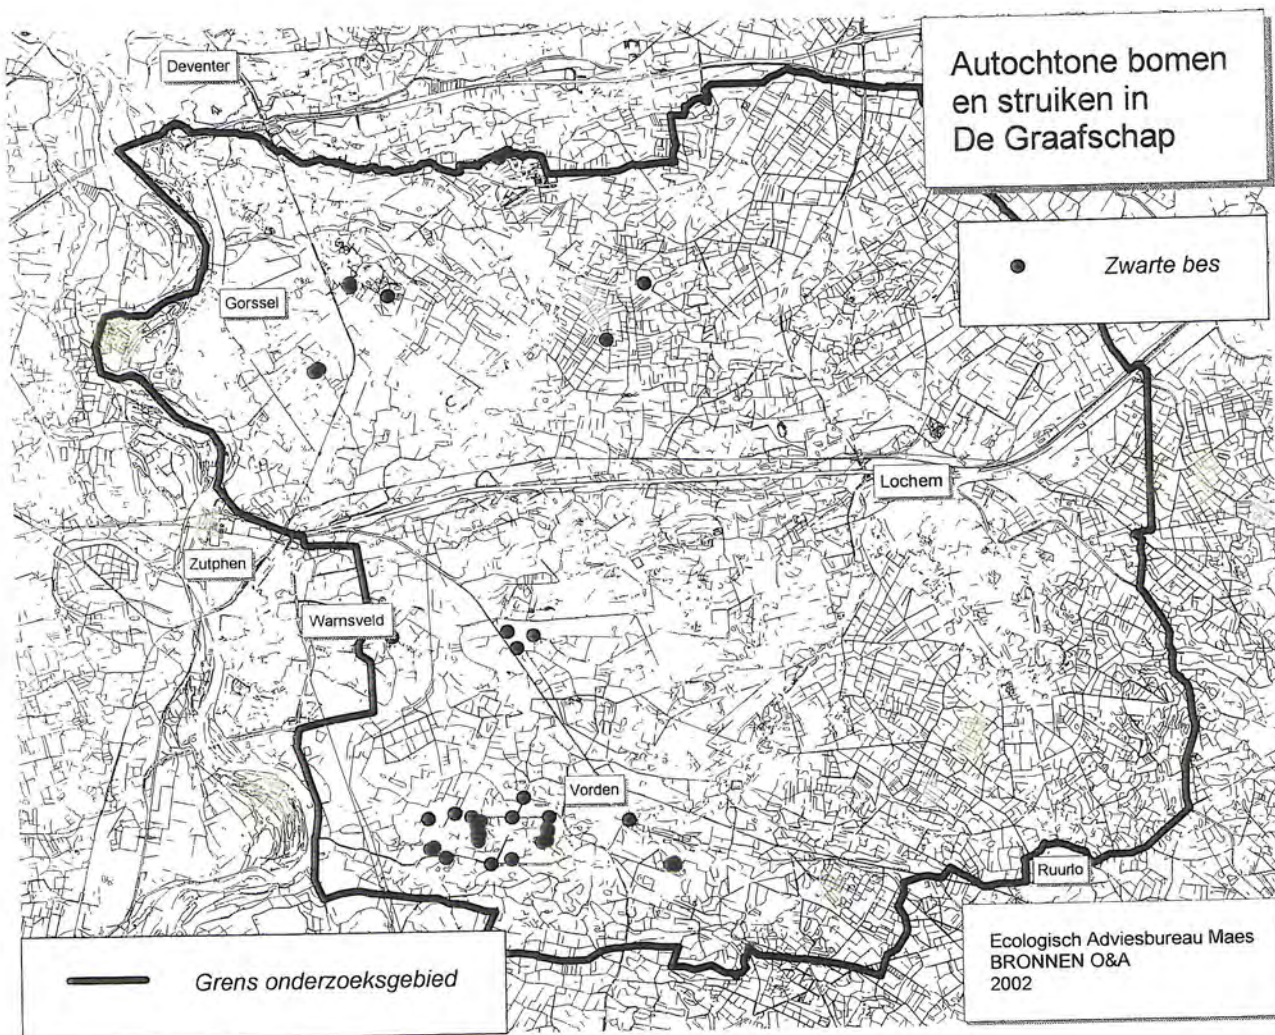 Deventer
Autochtone bomen
en struiken in
De Graafschap
Zwarte bes
Gorssel
Lochem
Zutphen
Warnsveld
Vorden
Ruurlo
Grens onderzoeksgebied
Ecologisch Adviesbureau Maes
BRONNEN O&A
2002